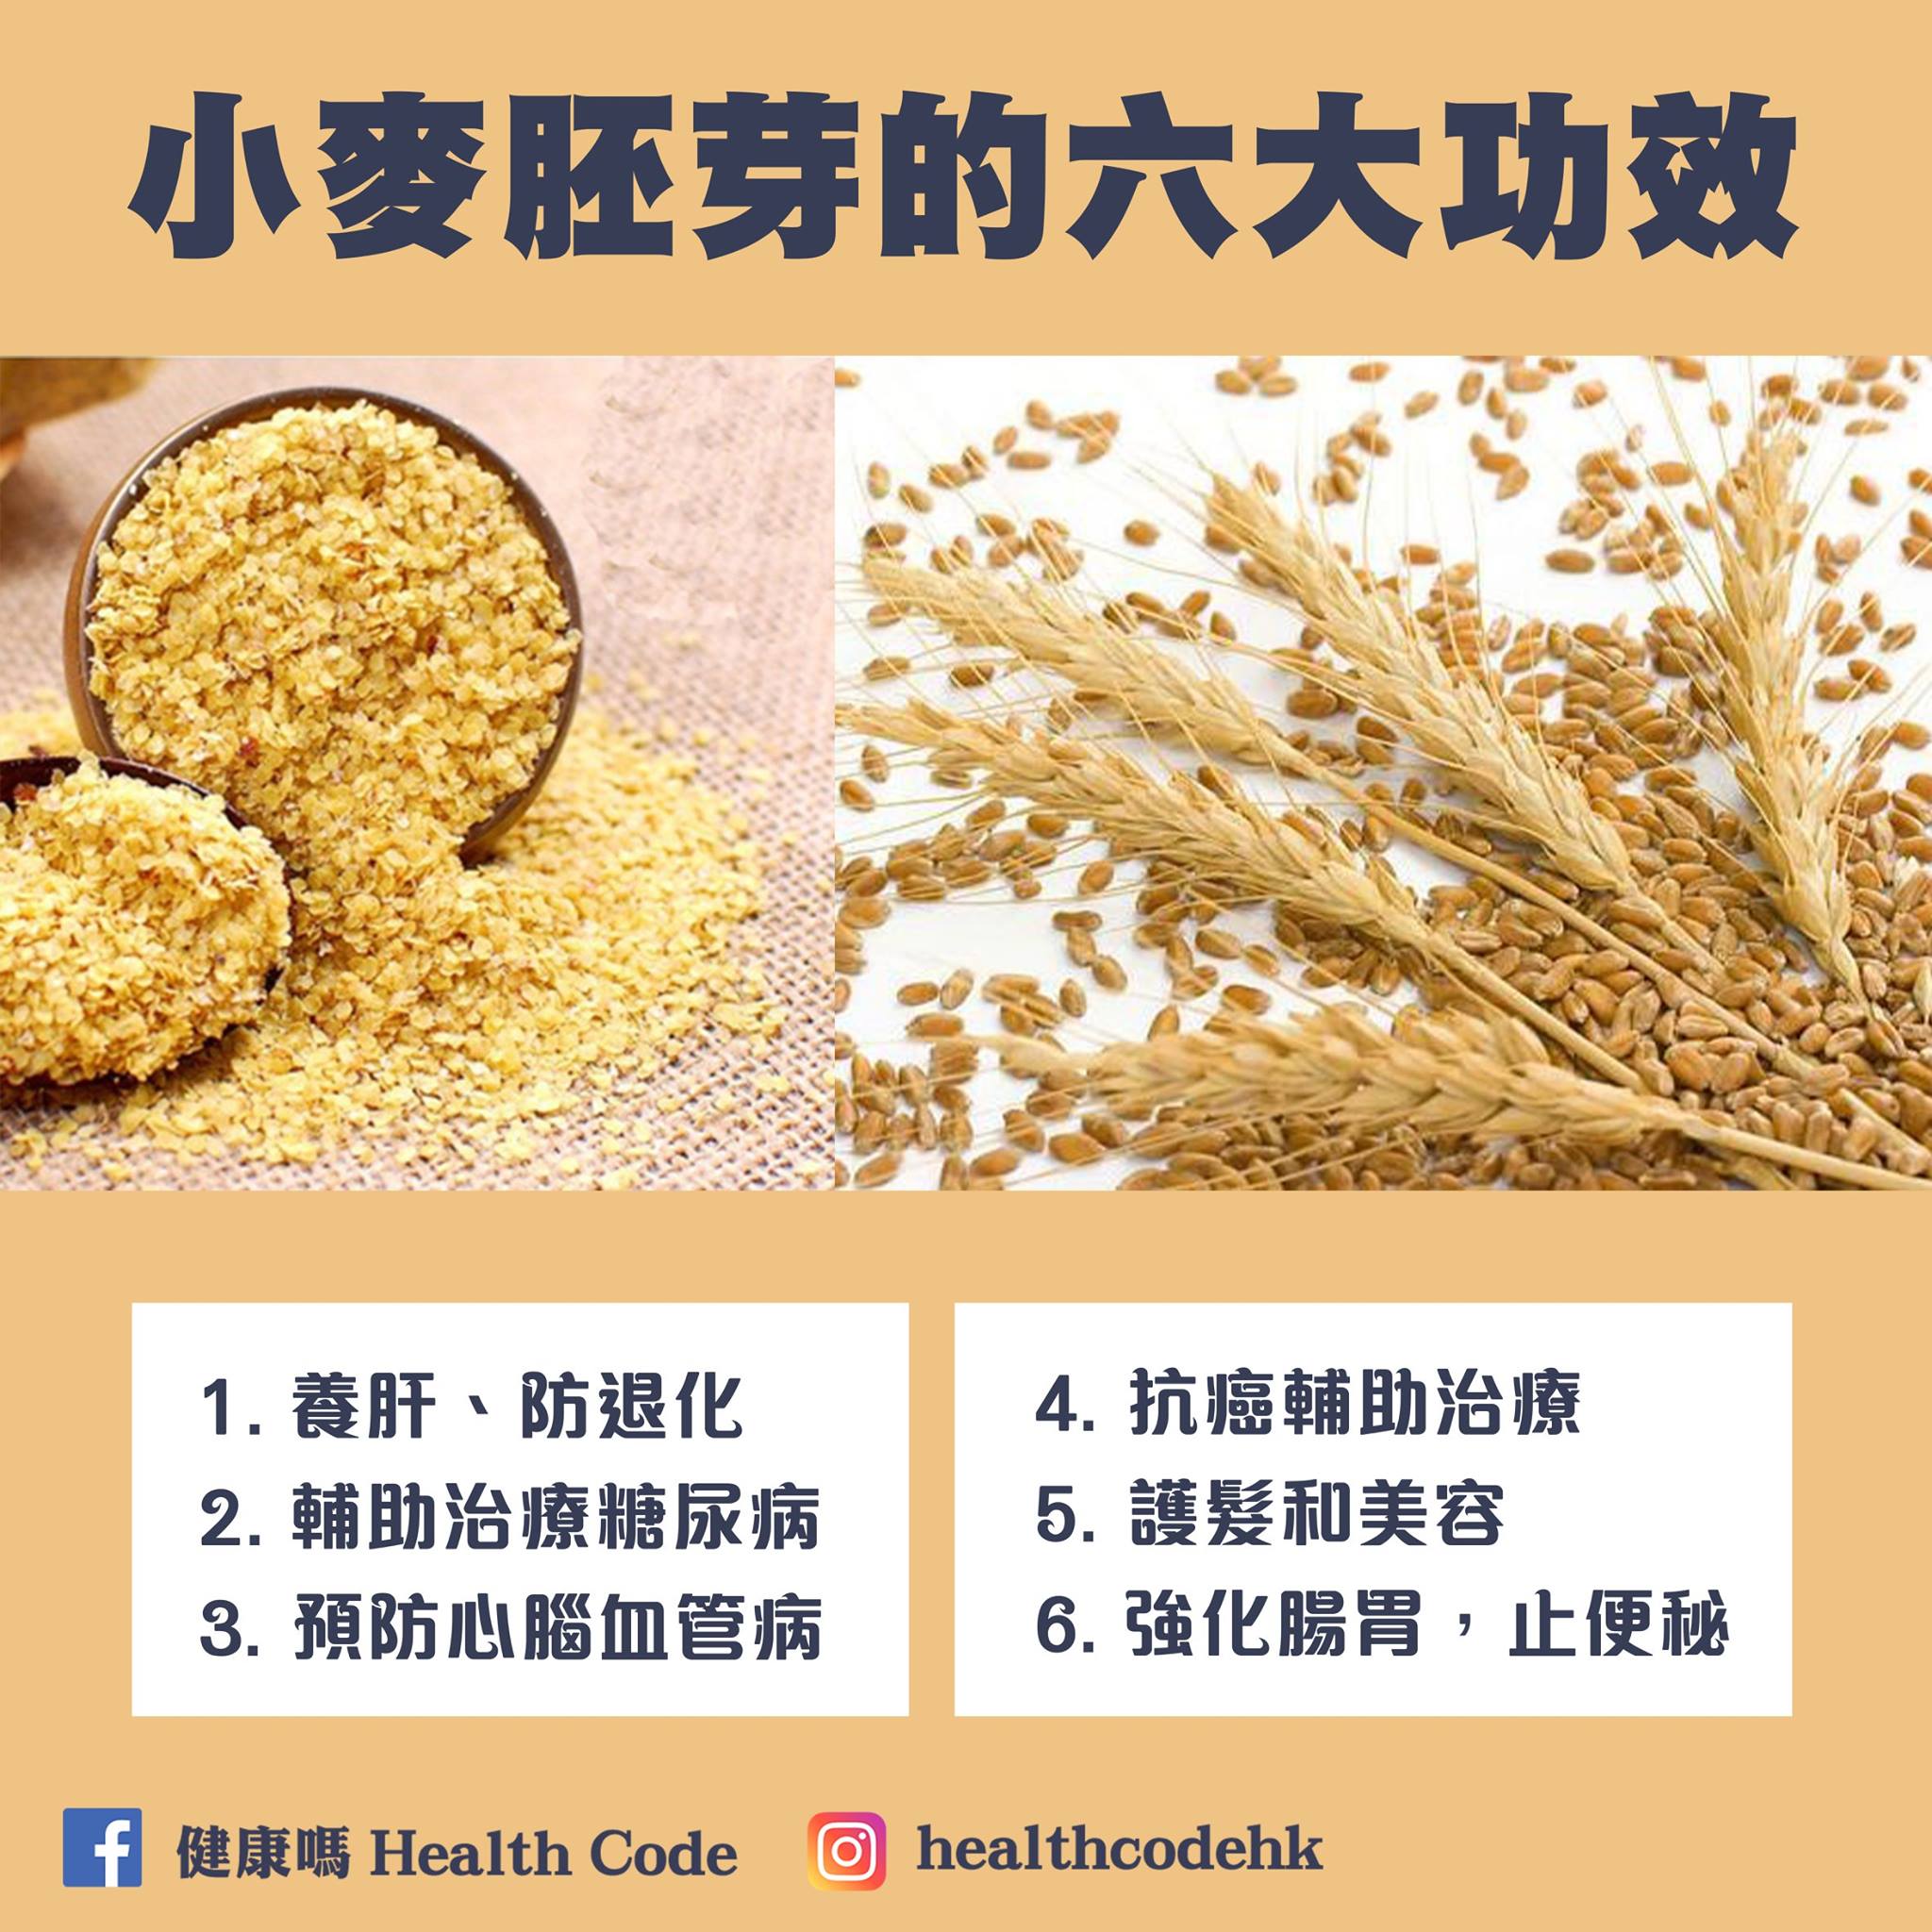 小麥胚芽的六大功效
1. 養肝、防退化
2. 輔助治療糖尿病
3. 預防心腦血管病
4. 抗癌輔助治療
5. 護髮和美容
6. 強化腸胃，止便秘
健康嗎 Health Code
healthcodehk